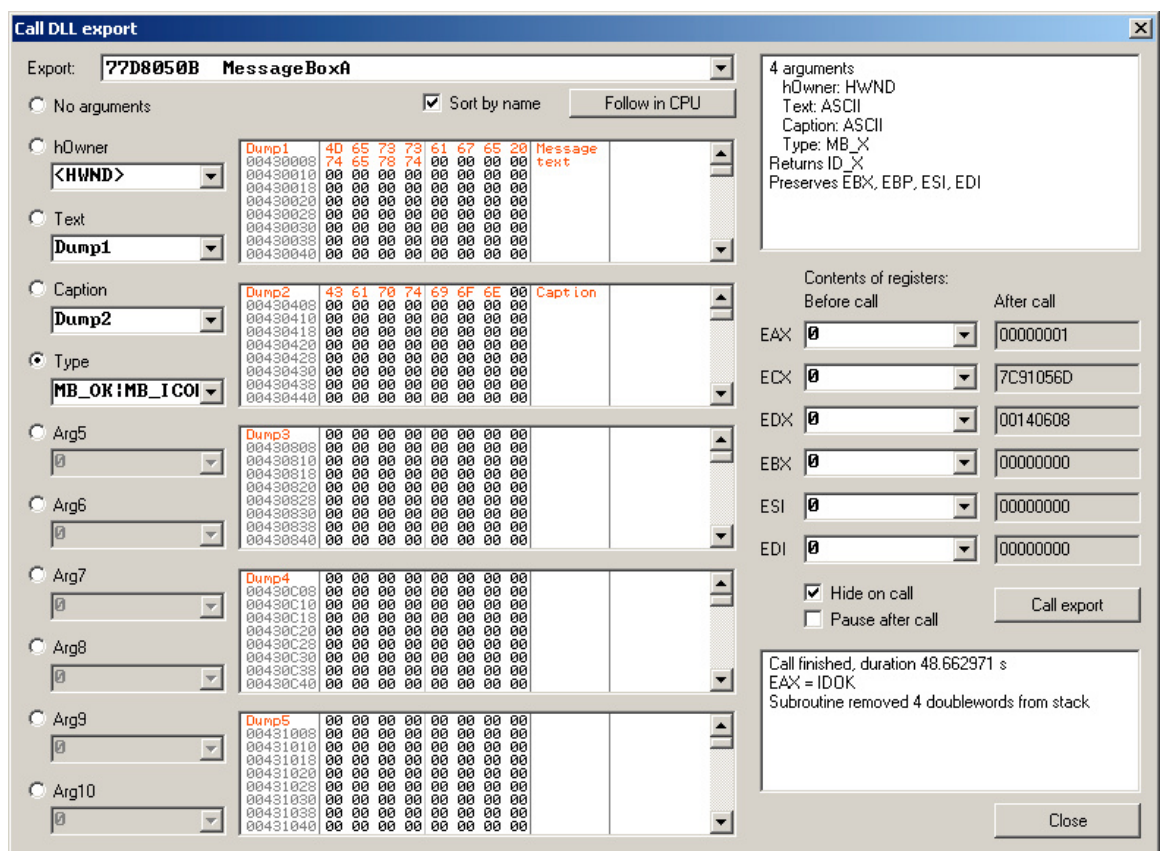 Call DLL export
Export: 77D8050B MessageBoxA
No arguments
Sort by name
Follow in CPU
hOwner
<HWND>
Text
Dump1
Caption
Dump2
Type
MB_OK|MB_ICO
Arg5
0
Arg6
0
Arg7
0
Arg8
0
Arg9
0
Arg10
0
Dump1 4D 65 73 73 61 67 65 20 Message
00430008 74 65 78 74 00 00 00 00 text
00430010 00 00 00 00 00 00 00 00
00430018 00 00 00 00 00 00 00 00
00430020 00 00 00 00 00 00 00 00
00430028 00 00 00 00 00 00 00 00
00430030 00 00 00 00 00 00 00 00
00430038 00 00 00 00 00 00 00 00
00430040 00 00 00 00 00 00 00 00
Dump2 43 61 70 74 69 6F 6E 00 Caption
00430408 00 00 00 00 00 00 00 00
00430410 00 00 00 00 00 00 00 00
00430418 00 00 00 00 00 00 00 00
00430420 00 00 00 00 00 00 00 00
00430428 00 00 00 00 00 00 00 00
00430430 00 00 00 00 00 00 00 00
00430438 00 00 00 00 00 00 00 00
00430440 00 00 00 00 00 00 00 00
Dump3 00 00 00 00 00 00 00 00
00430808 00 00 00 00 00 00 00 00
00430810 00 00 00 00 00 00 00 00
00430818 00 00 00 00 00 00 00 00
00430820 00 00 00 00 00 00 00 00
00430828 00 00 00 00 00 00 00 00
00430830 00 00 00 00 00 00 00 00
00430838 00 00 00 00 00 00 00 00
00430840 00 00 00 00 00 00 00 00
Dump4 00 00 00 00 00 00 00 00
00430C08 00 00 00 00 00 00 00 00
00430C10 00 00 00 00 00 00 00 00
00430C18 00 00 00 00 00 00 00 00
00430C20 00 00 00 00 00 00 00 00
00430C28 00 00 00 00 00 00 00 00
00430C30 00 00 00 00 00 00 00 00
00430C38 00 00 00 00 00 00 00 00
00430C40 00 00 00 00 00 00 00 00
Dump5 00 00 00 00 00 00 00 00
00431008 00 00 00 00 00 00 00 00
00431010 00 00 00 00 00 00 00 00
00431018 00 00 00 00 00 00 00 00
00431020 00 00 00 00 00 00 00 00
00431028 00 00 00 00 00 00 00 00
00431030 00 00 00 00 00 00 00 00
00431038 00 00 00 00 00 00 00 00
00431040 00 00 00 00 00 00 00 00
4 arguments
hOwner: HWND
Text: ASCII
Caption: ASCII
Type: MB_X
Returns ID_X
Preserves EBX, EBP, ESI, EDI
Contents of registers:
Before call After call
EAX 0 00000001
ECX 0 7C91056D
EDX 0 00140608
EBX 0 00000000
ESI 0 00000000
EDI 0 00000000
Hide on call
Pause after call
Call export
Call finished, duration 48.662971 s
EAX = IDOK
Subroutine removed 4 doublewords from stack
Close